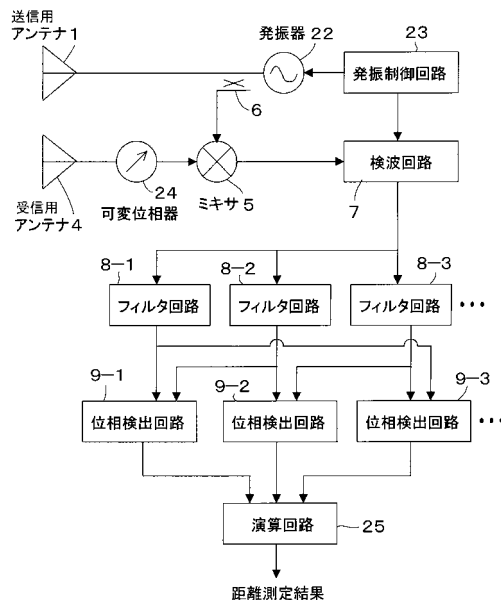 送信用
アンテナ1
発振器 22
23
発振制御回路
6
検波回路
7
受信用
アンテナ4
24
可変位相器
ミキサ 5
8-1
8-2
8-3
フィルタ回路
フィルタ回路
フィルタ回路
•••
9-1
9-2
9-3
位相検出回路
位相検出回路
位相検出回路
•••
演算回路
25
距離測定結果